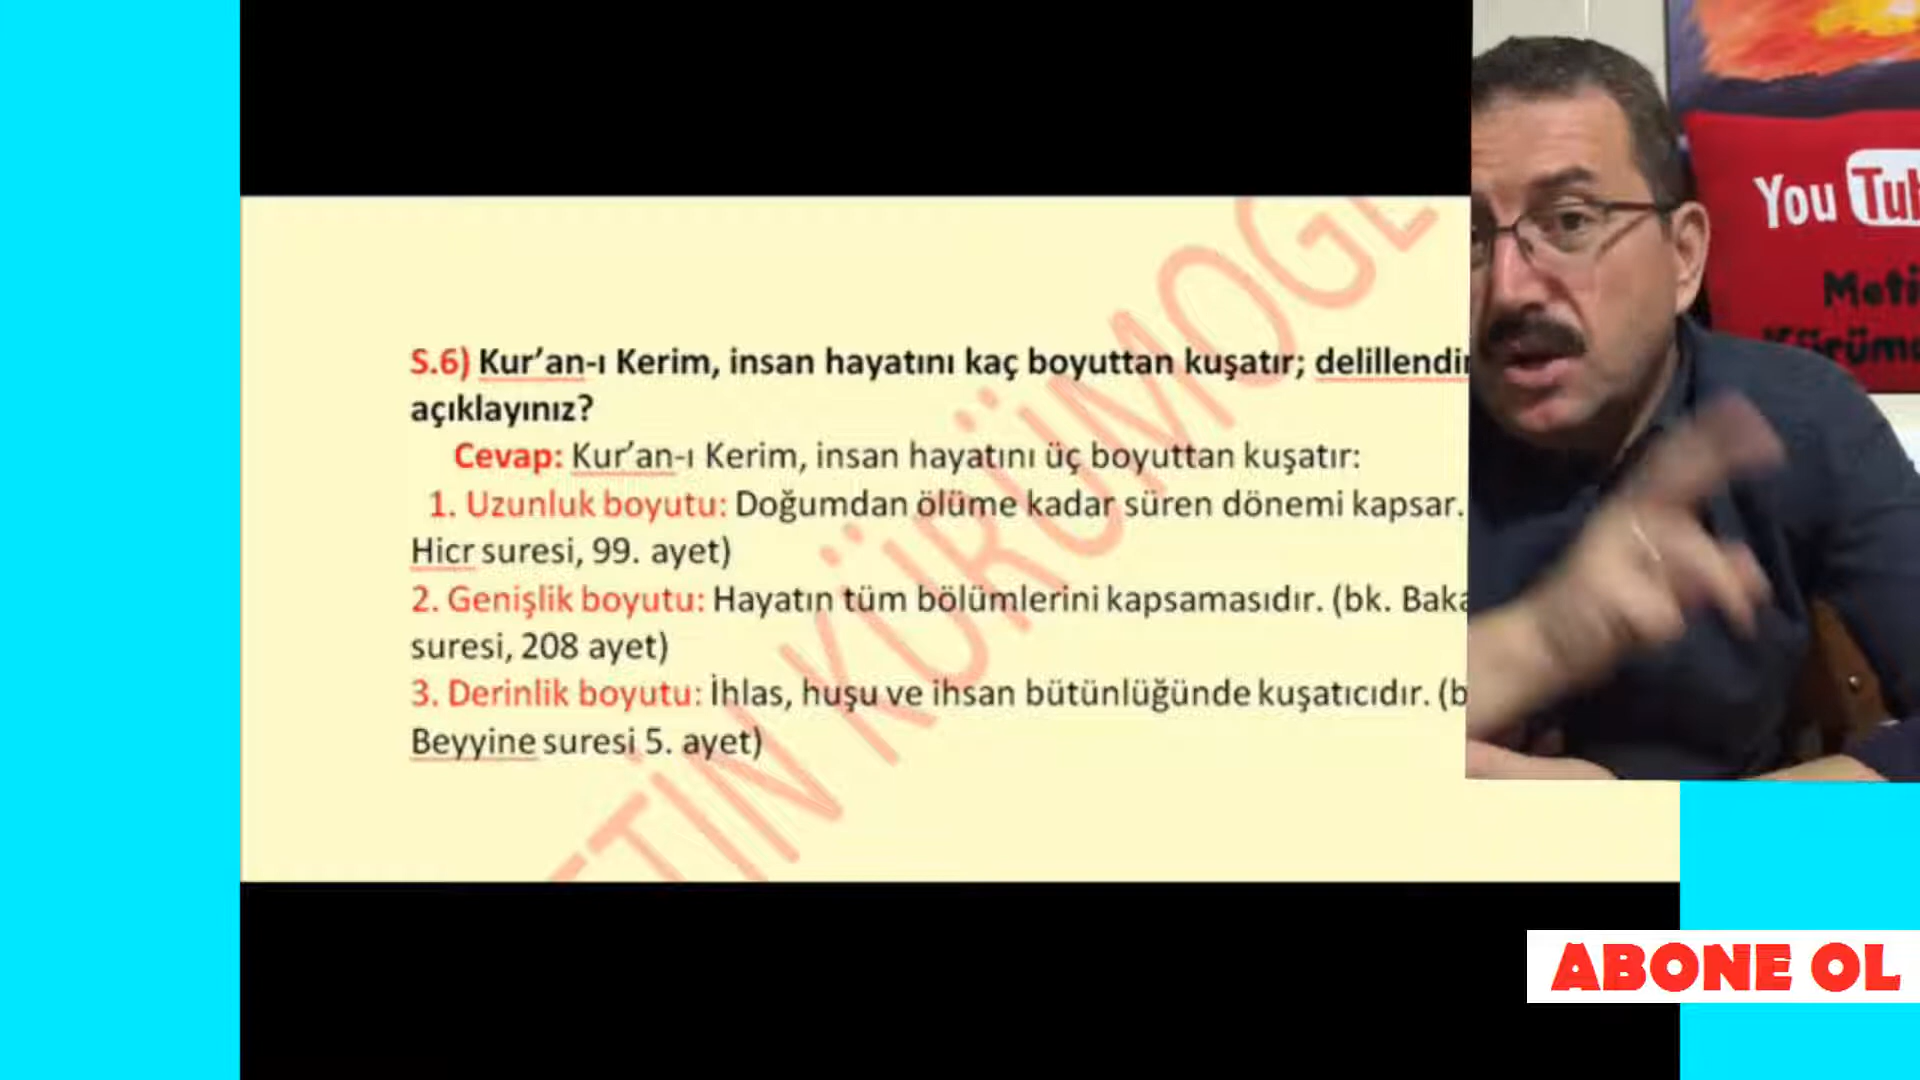 S.6) Kur’an-ı Kerim, insan hayatını kaç boyuttan kuşatır;
açıklayınız?
Cevap: Kur’an-ı Kerim, insan hayatını üç boyuttan kuşatır:
1. Uzunluk boyutu: Doğumdan ölüme kadar süren dönemi kapsar.
Hicr suresi, 99. ayet)
2. Genişlik boyutu: Hayatın tüm bölümlerini kapsamasıdır. (bk.
suresi, 208 ayet)
3. Derinlik boyutu: İhlas, huşu ve ihsan bütünlüğünde kuşatıcıdır.
Beyyine suresi 5. ayet)
KÜRÜMOGL
You
ABONE OL